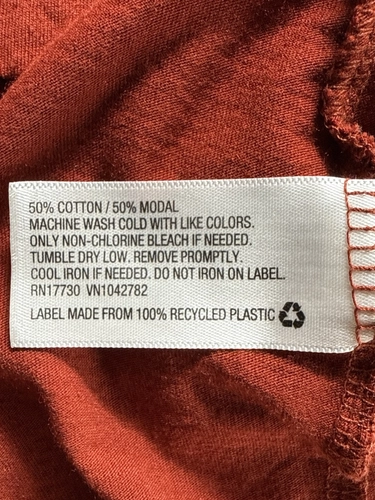 50% COTTON / 50% MODAL
MACHINE WASH COLD WITH LIKE COLORS.
ONLY NON-CHLORINE BLEACH IF NEEDED.
TUMBLE DRY LOW. REMOVE PROMPTLY.
COOL IRON IF NEEDED. DO NOT IRON ON LABEL.
RN17730 VN1042782
LABEL MADE FROM 100% RECYCLED PLASTIC